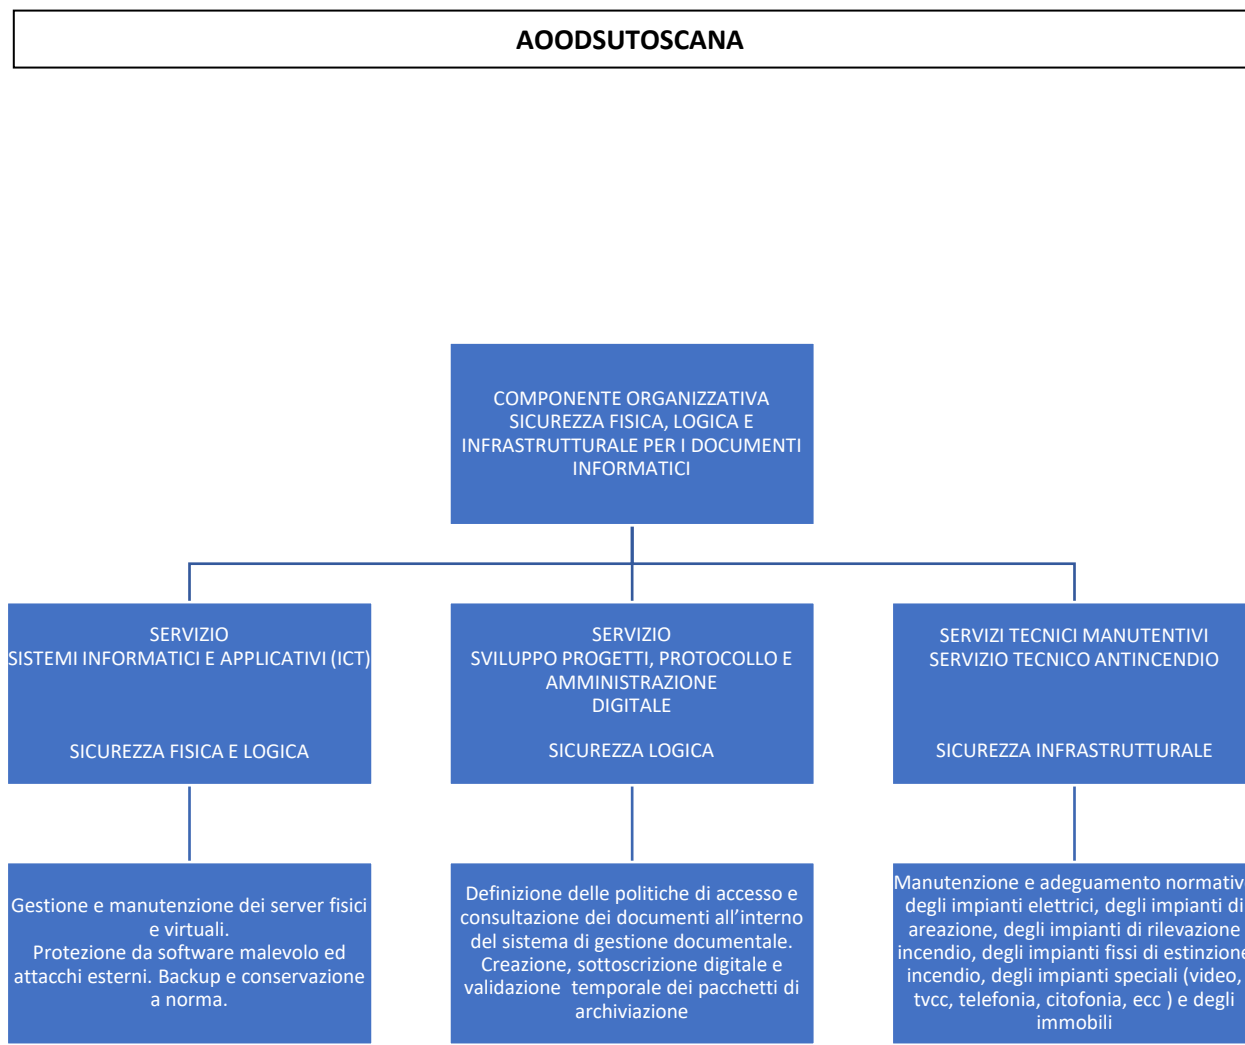 AOODSUTOSCANA
COMPONENTE ORGANIZZATIVA
SICUREZZA FISICA, LOGICA E
INFRASTRUTTURALE PER I DOCUMENTI
INFORMATICI
SERVIZIO
SISTEMI INFORMATICI E APPLICATIVI (ICT)
SICUREZZA FISICA E LOGICA
SERVIZIO
SVILUPPO PROGETTI, PROTOCOLLO E
AMMINISTRAZIONE
DIGITALE
SICUREZZA LOGICA
SERVIZI TECNICI MANUTENTIVI
SERVIZIO TECNICO ANTINCENDIO
SICUREZZA INFRASTRUTTURALE
Gestione e manutenzione dei server fisici
e virtuali.
Protezione da software malevolo ed
attacchi esterni. Backup e conservazione
a norma.
Definizione delle politiche di accesso e
consultazione dei documenti all’interno
del sistema di gestione documentale.
Creazione, sottoscrizione digitale e
validazione  temporale dei pacchetti di
archiviazione
Manutenzione e adeguamento normativo
degli impianti elettrici, degli impianti di
areazione, degli impianti di rilevazione
incendio, degli impianti fissi di estinzione
incendio, degli impianti speciali (video,
tvcc, telefonia, citofonia, ecc ) e degli
immobili